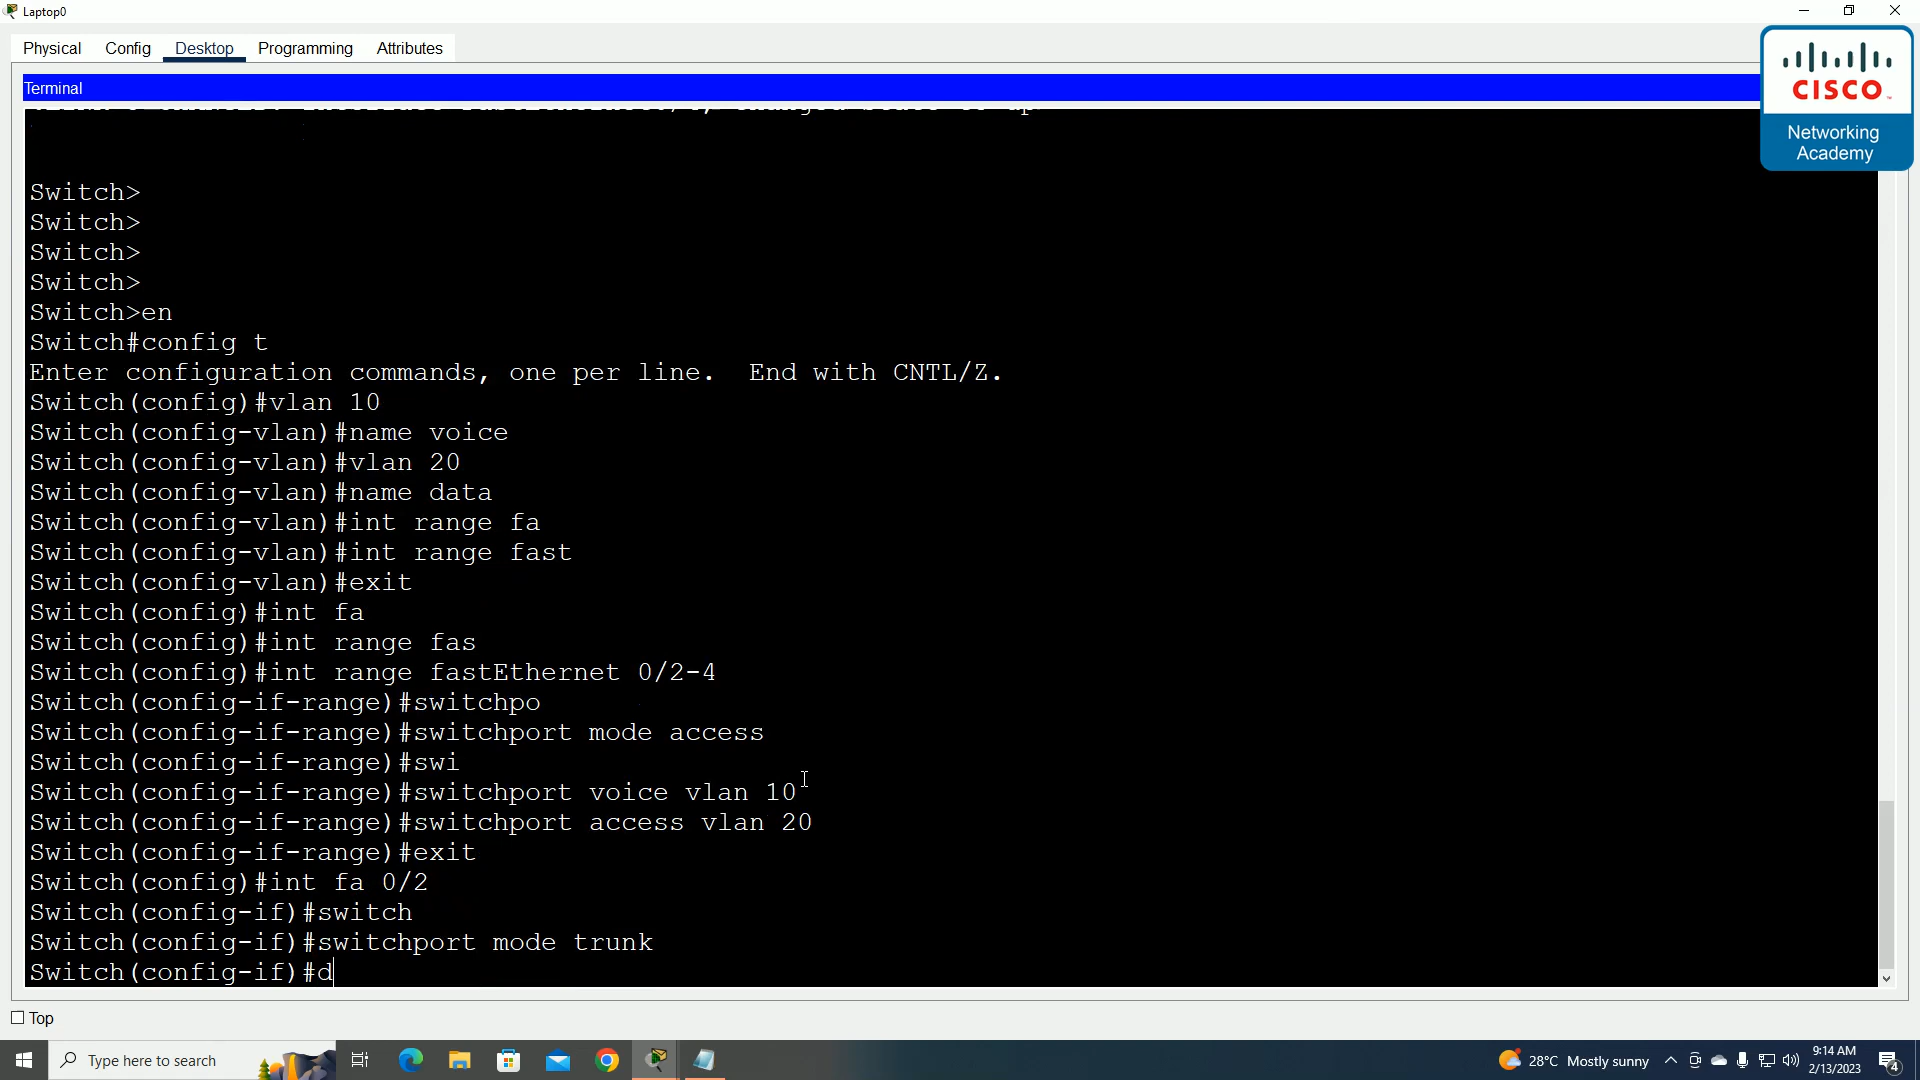 Laptop0
Physical Config Desktop Programming Attributes
CISCO
Networking
Academy
Terminal
Switch>
Switch>
Switch>
Switch>
Switch>en
Switch#config t
Enter configuration commands, one per line.  End with CNTL/Z.
Switch(config)#vlan 10
Switch(config-vlan)#name voice
Switch(config-vlan)#vlan 20
Switch(config-vlan)#name data
Switch(config-vlan)#int range fa
Switch(config-vlan)#int range fast
Switch(config-vlan)#exit
Switch(config)#int fa
Switch(config)#int range fas
Switch(config)#int range fastEthernet 0/2-4
Switch(config-if-range)#switchpo
Switch(config-if-range)#switchport mode access
Switch(config-if-range)#swi
Switch(config-if-range)#switchport voice vlan 10
Switch(config-if-range)#switchport access vlan 20
Switch(config-if-range)#exit
Switch(config)#int fa 0/2
Switch(config-if)#switch
Switch(config-if)#switchport mode trunk
Switch(config-if)#d
Top
Type here to search
28°C Mostly sunny
9:14 AM
2/13/2023
4